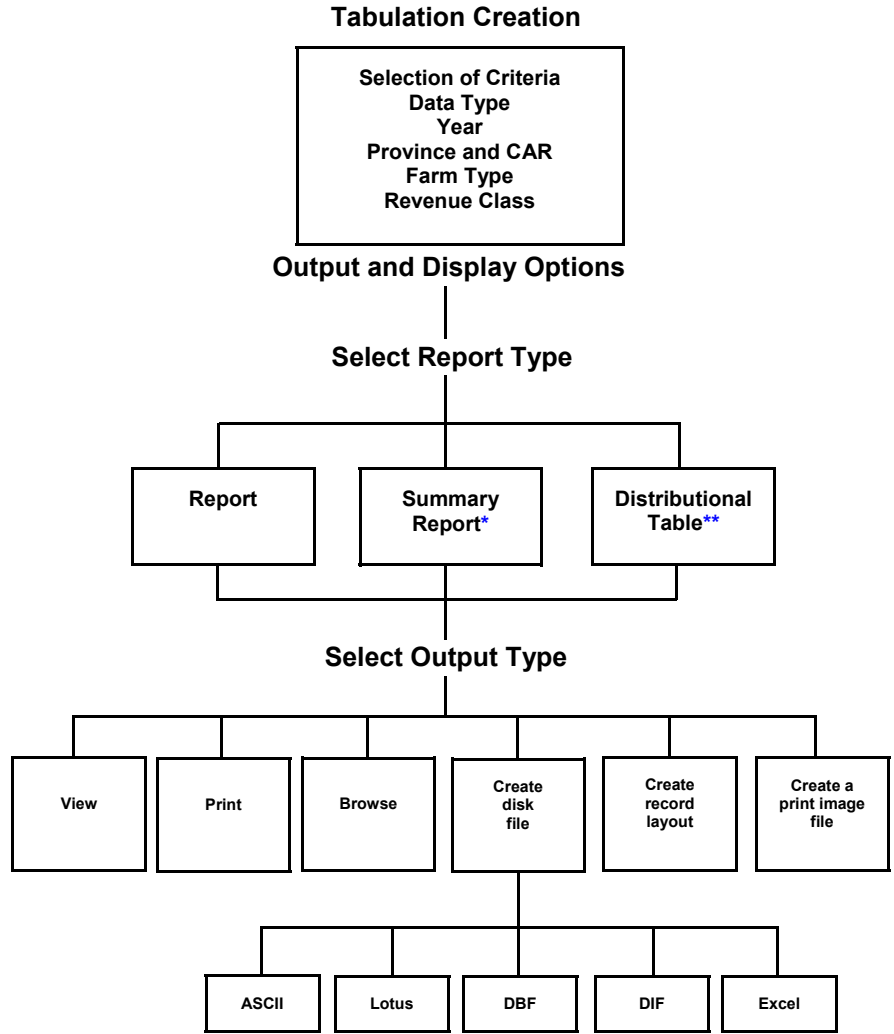 Tabulation Creation
Selection of Criteria
Data Type
Year
Province and CAR
Farm Type
Revenue Class
Output and Display Options
Select Report Type
Report
Summary
Report*
Distributional
Table**
Select Output Type
View
Print
Browse
Create
disk
file
Create
record
layout
Create a
print image
file
ASCII
Lotus
DBF
DIF
Excel